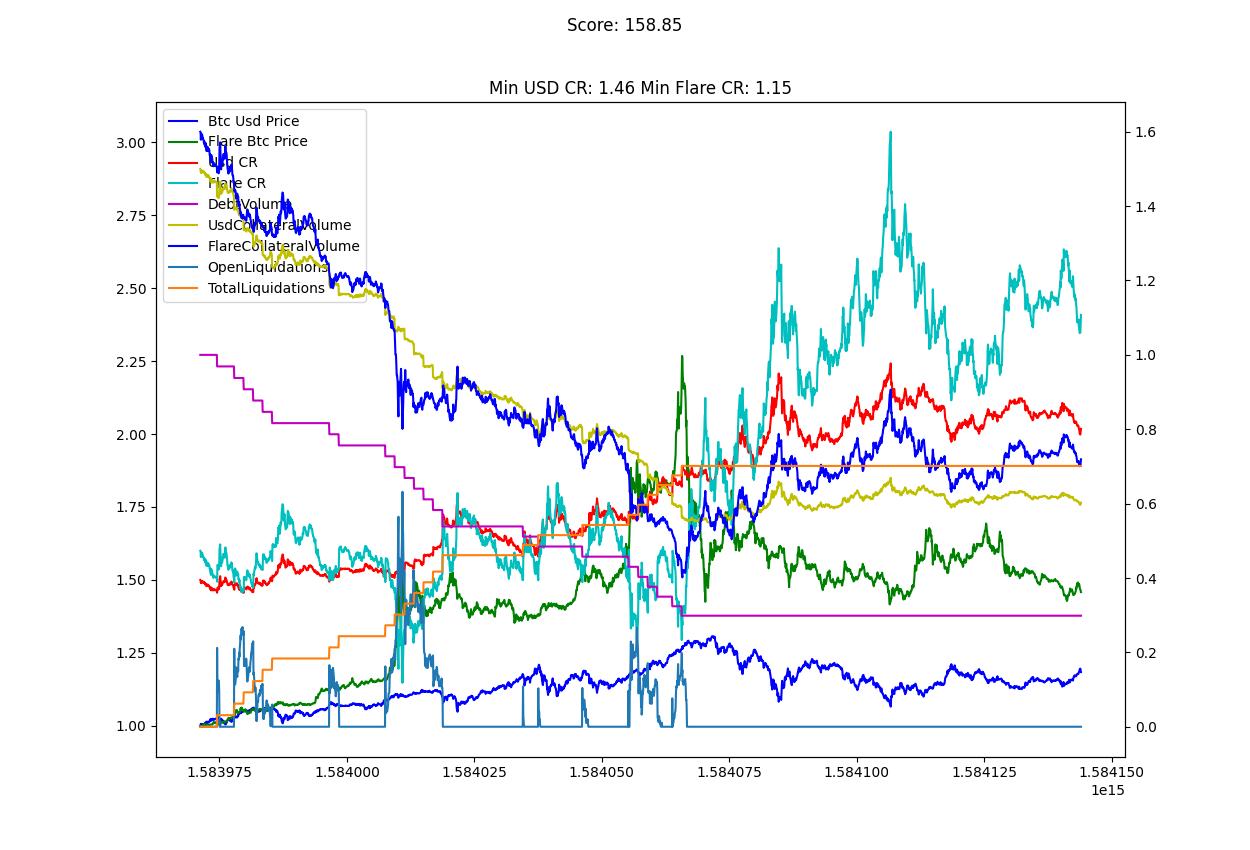 Score: 158.85
Min USD CR: 1.46 Min Flare CR: 1.15
Btc Usd Price
Flare Btc Price
Usd CR
Flare CR
DebtVolume
UsdCollateralVolume
FlareCollateralVolume
OpenLiquidations
TotalLiquidations
3.00
2.75
2.50
2.25
2.00
1.75
1.50
1.25
1.00
1.6
1.4
1.2
1.0
0.8
0.6
0.4
0.2
0.0
1.583975 1.584000 1.584025 1.584050 1.584075 1.584100 1.584125 1.584150
1e15